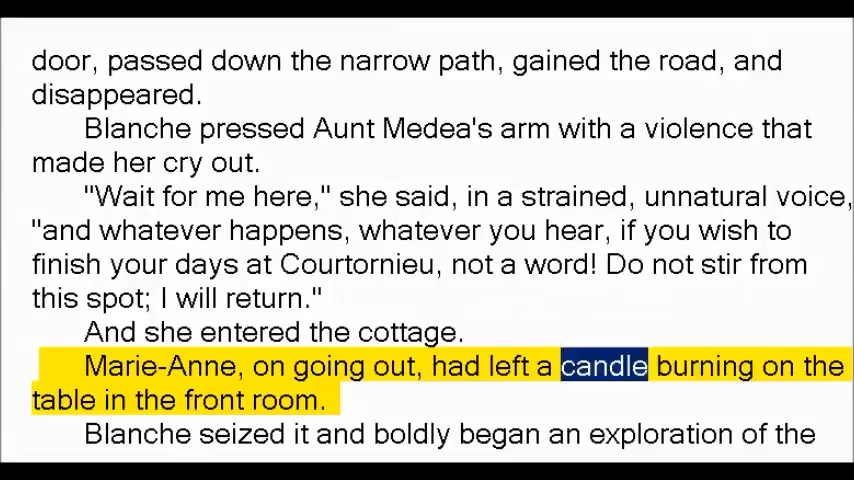 door, passed down the narrow path, gained the road, and
disappeared.
Blanche pressed Aunt Medea's arm with a violence that
made her cry out.
"Wait for me here," she said, in a strained, unnatural voice,
"and whatever happens, whatever you hear, if you wish to
finish your days at Courtornieu, not a word! Do not stir from
this spot; I will return."
And she entered the cottage.
Marie-Anne, on going out, had left a candle burning on the
table in the front room.
Blanche seized it and boldly began an exploration of the